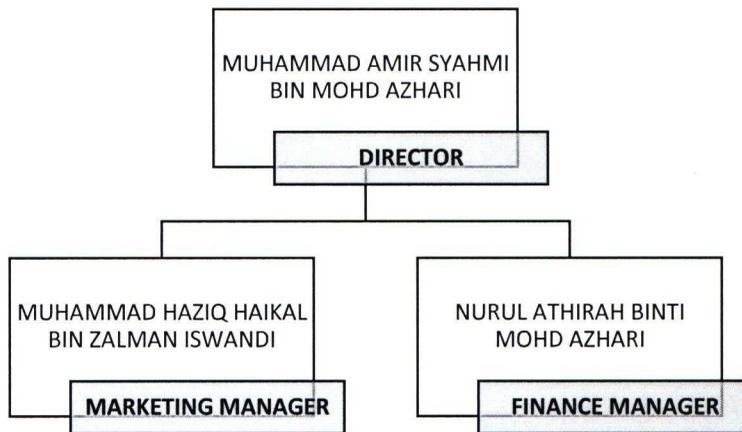 MUHAMMAD AMIR SYAHMI
BIN MOHD AZHARI
DIRECTOR
MUHAMMAD HAZIQ HAIKAL
BIN ZALMAN ISWANDI
MARKETING MANAGER
NURUL ATHIRAH BINTI
MOHD AZHARI
FINANCE MANAGER